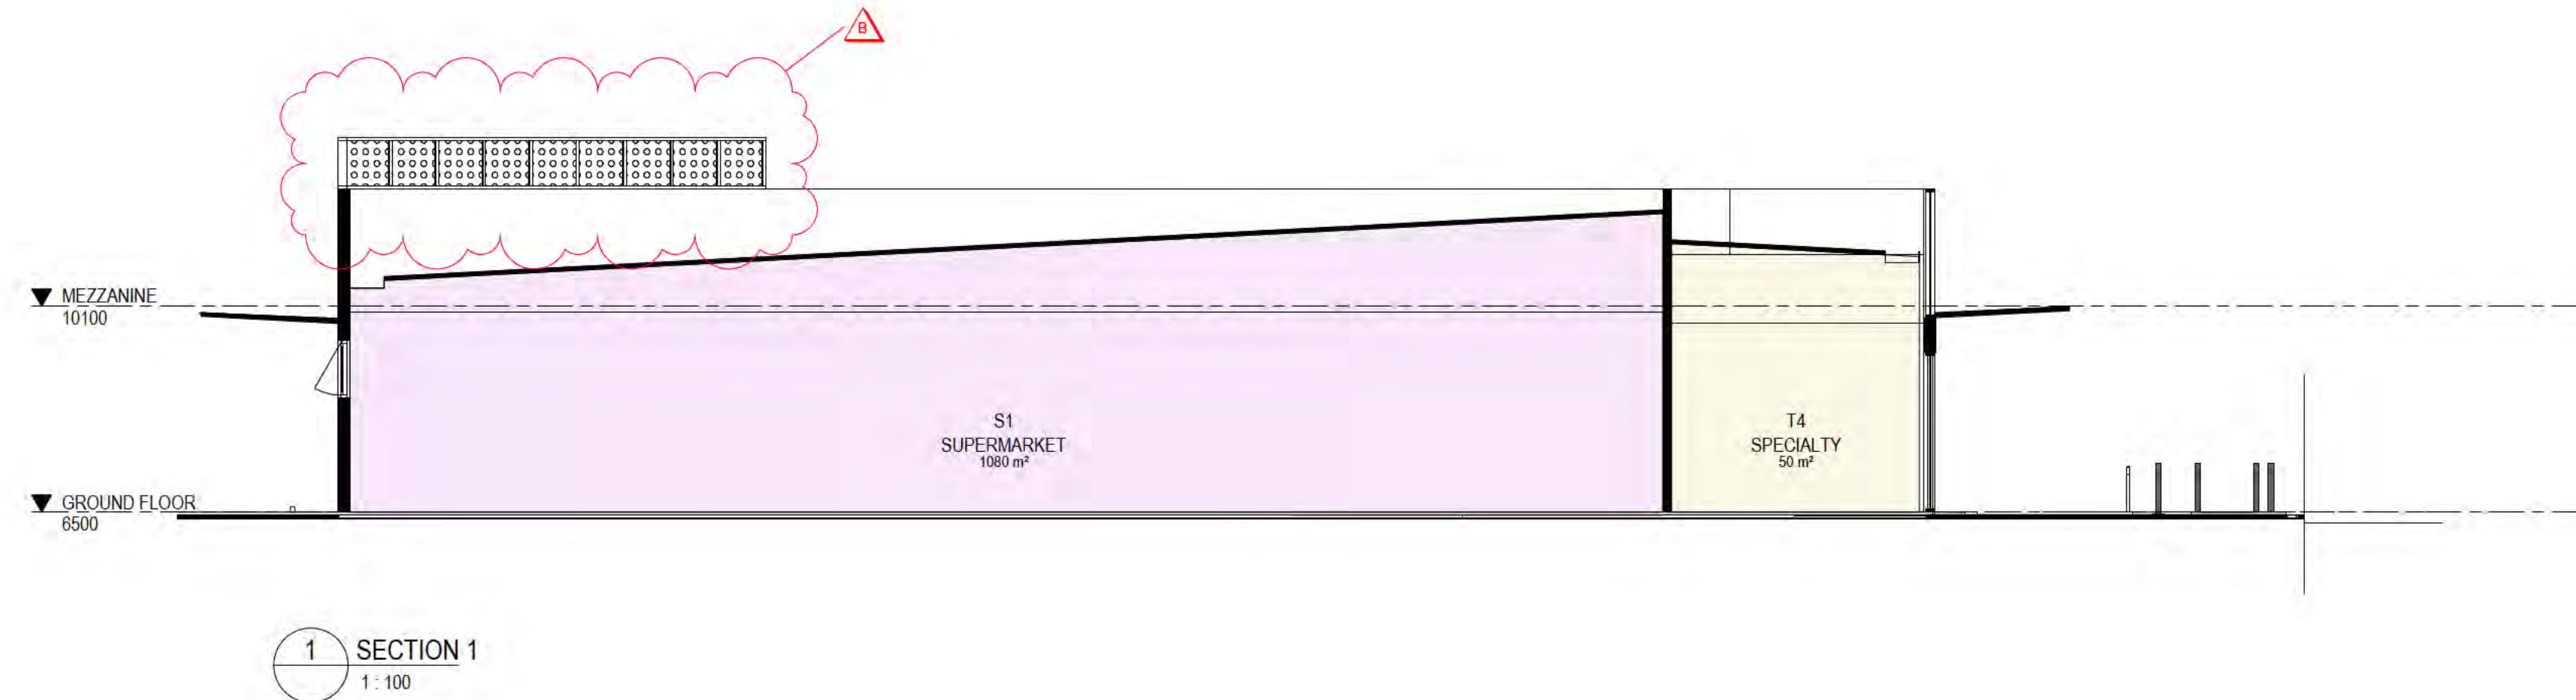 B
MEZZANINE
10100
S1
SUPERMARKET
1080 m²
T4
SPECIALTY
50 m²
GROUND FLOOR
6500
1
SECTION 1
1 : 100